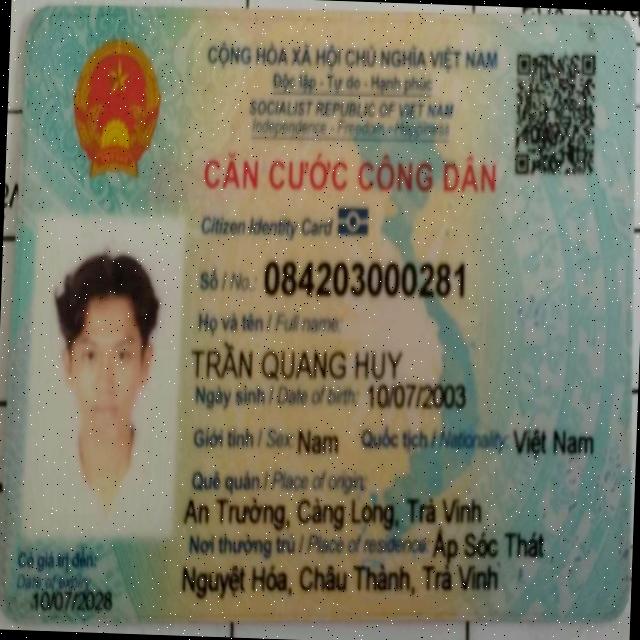 CỘNG HÒA XÃ HỘI CHỦ NGHĨA VIỆT NAM
Độc lập - Tự do - Hạnh phúc
SOCIALIST REPUBLIC OF VIET NAM
Independence - Freedom - Happiness
CĂN CƯỚC CÔNG DÂN
Citizen Identity Card
Số / No.: 084203000281
Họ và tên / Full name:
TRẦN QUANG HUY
Ngày sinh / Date of birth: 10/07/2003
Giới tính / Sex: Nam Quốc tịch / Nationality: Việt Nam
Quê quán / Place of origin:
An Trường, Càng Long, Trà Vinh
Nơi thường trú / Place of residence: Ấp Sóc Thát
Nguyệt Hóa, Châu Thành, Trà Vinh
Có giá trị đến:
Date of expiry
10/07/2028